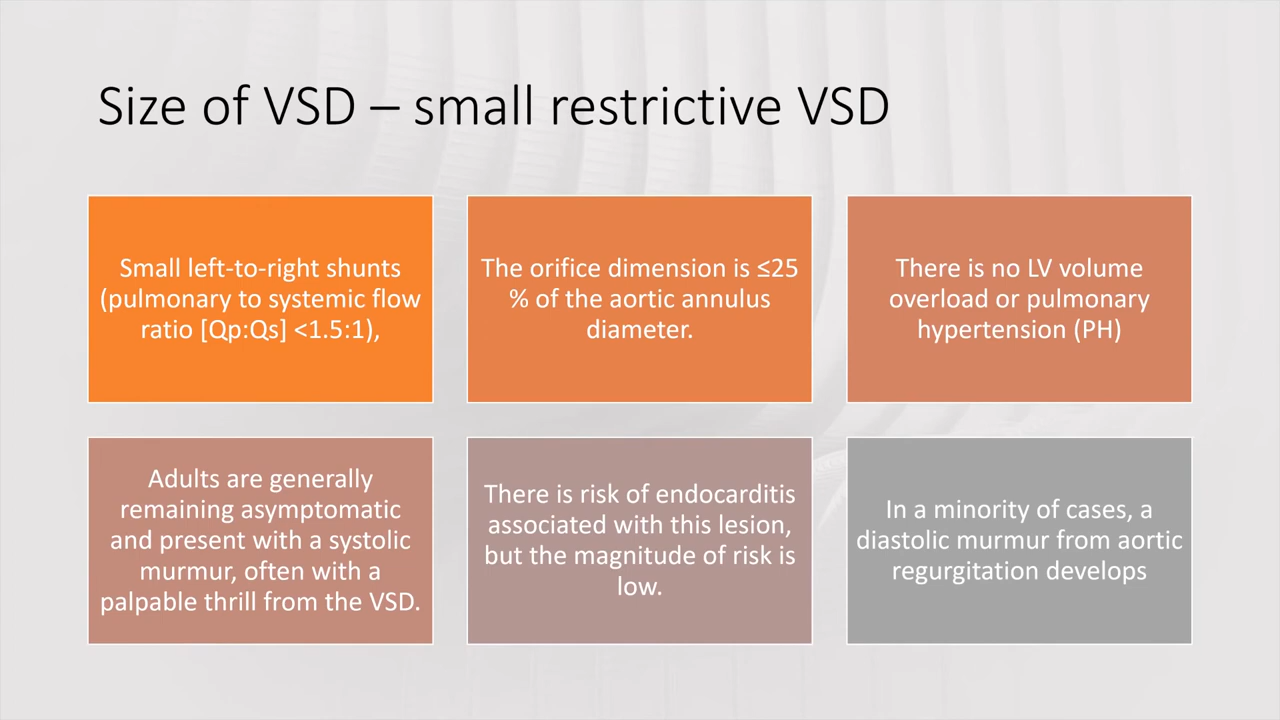 Size of VSD – small restrictive VSD
Small left-to-right shunts
(pulmonary to systemic flow
ratio [Qp:Qs] <1.5:1),
The orifice dimension is ≤25
% of the aortic annulus
diameter.
There is no LV volume
overload or pulmonary
hypertension (PH)
Adults are generally
remaining asymptomatic
and present with a systolic
murmur, often with a
palpable thrill from the VSD.
There is risk of endocarditis
associated with this lesion,
but the magnitude of risk is
low.
In a minority of cases, a
diastolic murmur from aortic
regurgitation develops